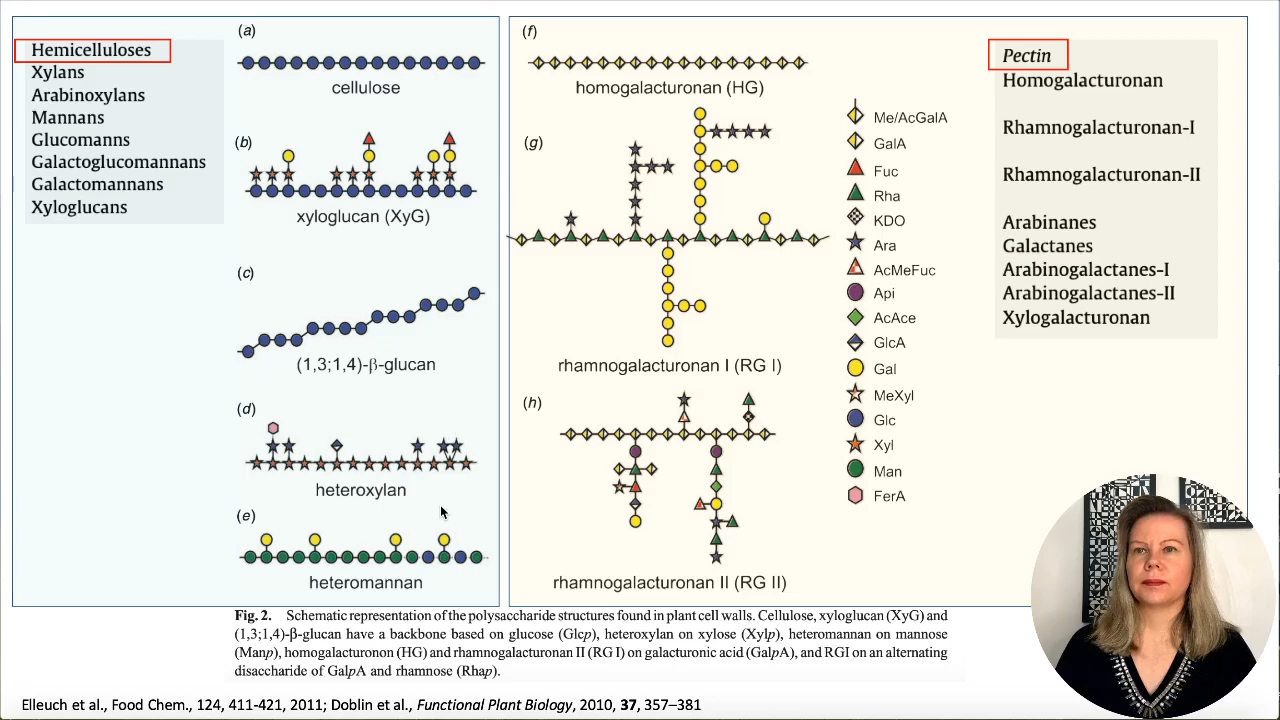 Hemicelluloses
Xylans
Arabinoxylans
Mannans
Glucomanns
Galactoglucomannans
Galactomannans
Xyloglucans
(a)
cellulose
(b)
xyloglucan (XyG)
(c)
(1,3;1,4)-β-glucan
(d)
heteroxylan
(e)
heteromannan
(f)
homogalacturonan (HG)
(g)
rhamnogalacturonan I (RG I)
(h)
rhamnogalacturonan II (RG II)
Me/AcGalA
GalA
Fuc
Rha
KDO
Ara
AcMeFuc
Api
AcAce
GlcA
Gal
MeXyl
Glc
Xyl
Man
FerA
Pectin
Homogalacturonan
Rhamnogalacturonan-I
Rhamnogalacturonan-II
Arabinanes
Galactanes
Arabinogalactanes-I
Arabinogalactanes-II
Xylogalacturonan
Fig. 2. Schematic representation of the polysaccharide structures found in plant cell walls. Cellulose, xyloglucan (XyG) and
(1,3;1,4)-β-glucan have a backbone based on glucose (Glcp), heteroxylan on xylose (Xylp), heteromannan on mannose
(Manp), homogalacturonon (HG) and rhamnogalacturonan II (RG I) on galacturonic acid (GalpA), and RGI on an alternating
disaccharide of GalpA and rhamnose (Rhap).
Elleuch et al., Food Chem., 124, 411-421, 2011; Doblin et al., Functional Plant Biology, 2010, 37, 357–381